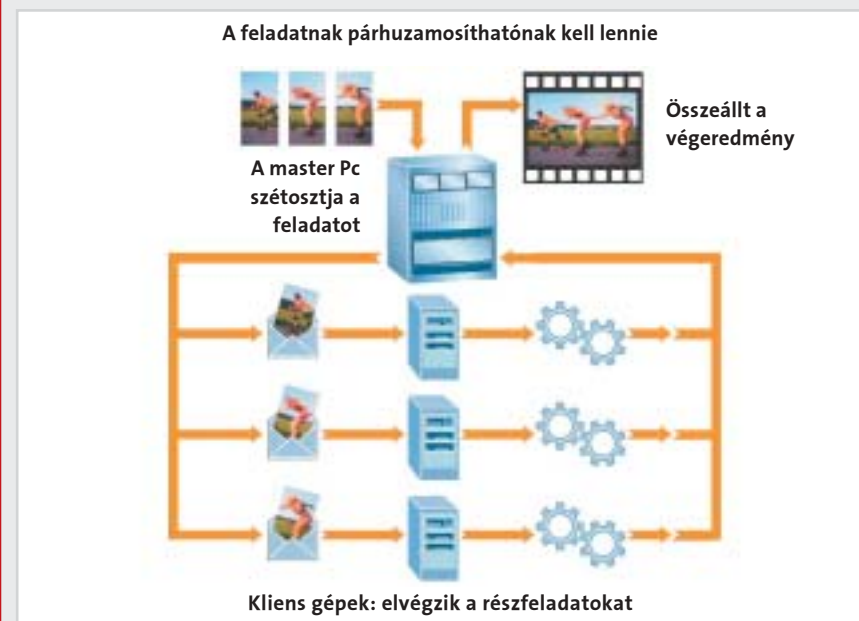 A feladatnak párhuzamosíthatónak kell lennie
Összeállt a
végeredmény
A master Pc
szétosztja a
feladatot
Kliens gépek: elvégzik a részfeladatokat